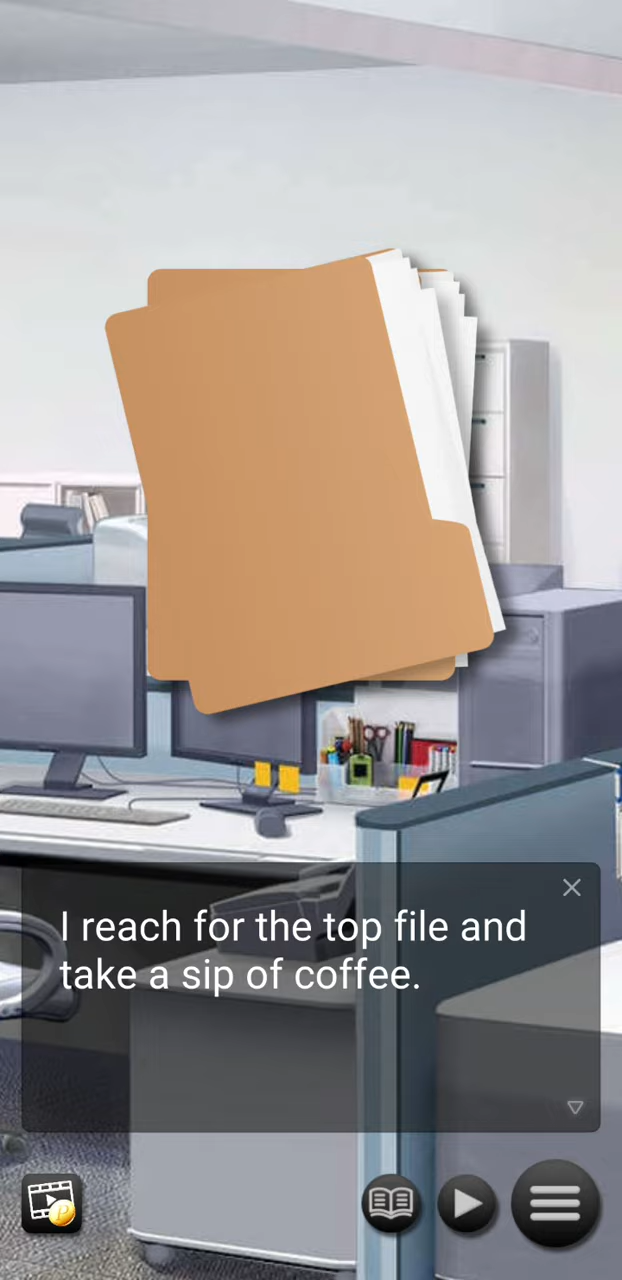 I reach for the top file and
take a sip of coffee.